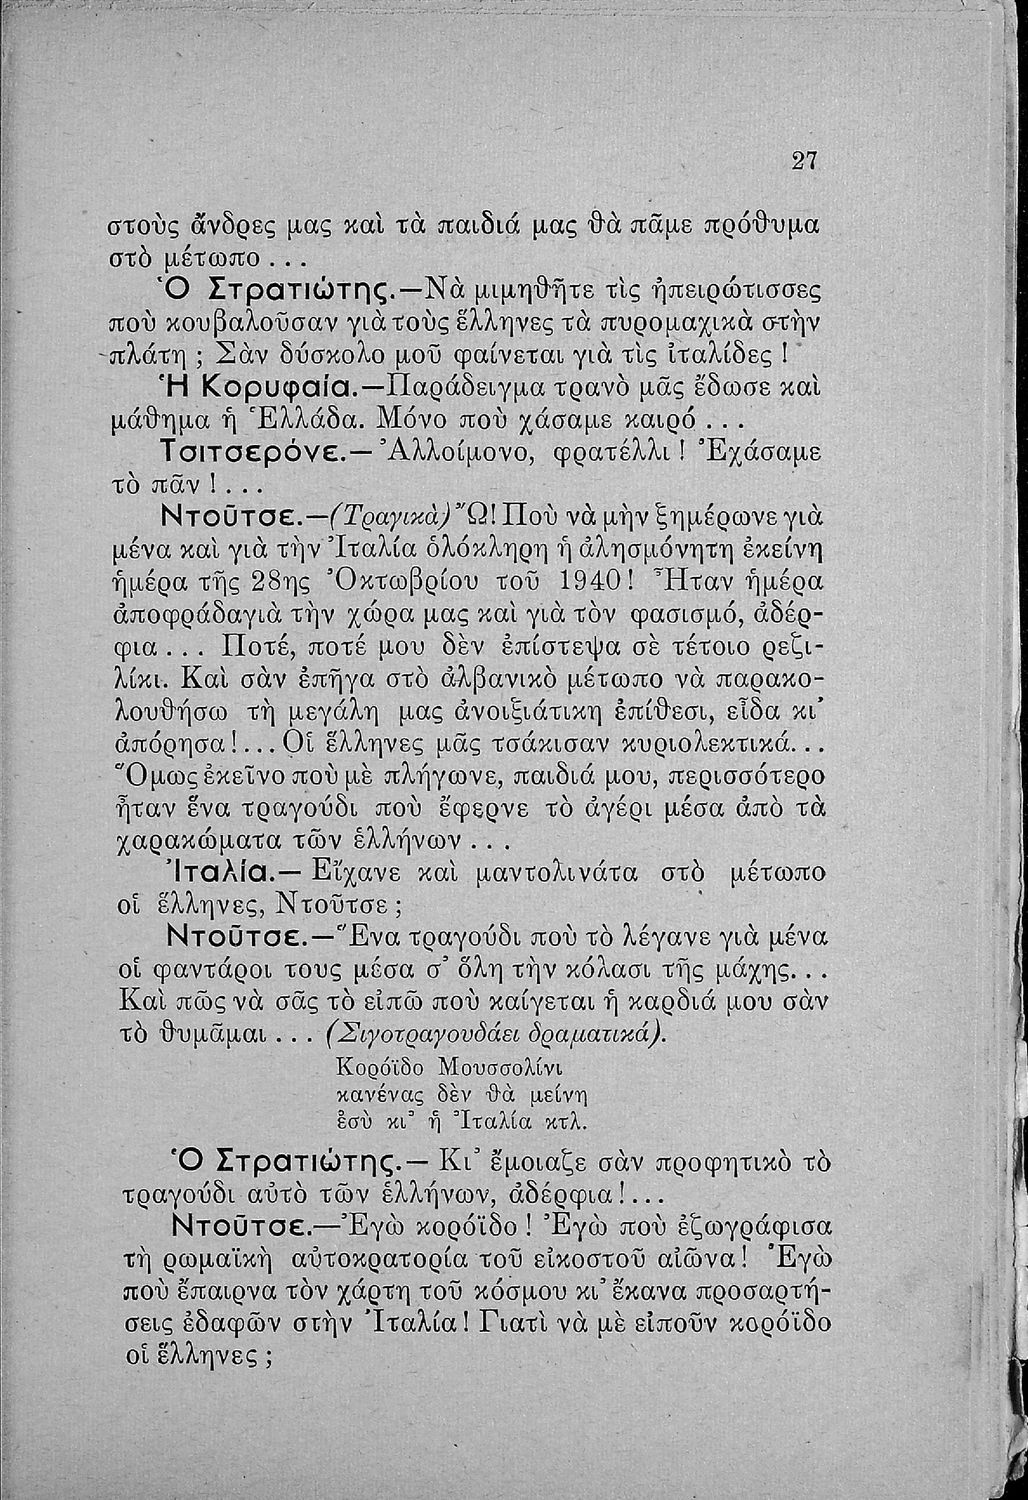 27
στοὺς ἄνδρες μας καὶ τὰ παιδιά μας θὰ πᾶμε πρόθυμα
στὸ μέτωπο . . .
Ὁ Στρατιώτης.—Νὰ μιμηθῆτε τὶς ἠπειρώτισσες
ποὺ κουβαλοῦσαν γιὰ τοὺς ἕλληνες τὰ πυρομαχικὰ στὴν
πλάτη ; Σὰν δύσκολο μοῦ φαίνεται γιὰ τὶς ἰταλίδες !
Ἡ Κορυφαία.—Παράδειγμα τρανὸ μᾶς ἔδωσε καὶ
μάθημα ἡ Ἑλλάδα. Μόνο ποὺ χάσαμε καιρό . . .
Τσιτσερόνε.— Ἀλλοίμονο, φρατέλλι ! Ἐχάσαμε
τὸ πᾶν ! . . .
Ντοῦτσε.—(Τραγικὰ) Ὤ! Ποὺ νὰ μὴν ξημέρωνε γιὰ
μένα καὶ γιὰ τὴν Ἰταλία ὁλόκληρη ἡ ἀλησμόνητη ἐκείνη
ἡμέρα τῆς 28ης Ὀκτωβρίου τοῦ 1940! Ἦταν ἡμέρα
ἀποφράδαγιὰ τὴν χώρα μας καὶ γιὰ τὸν φασισμό, ἀδέρ-
φια . . . Ποτέ, ποτέ μου δὲν ἐπίστεψα σὲ τέτοιο ρεζι-
λίκι. Καὶ σὰν ἐπῆγα στὸ ἀλβανικὸ μέτωπο νὰ παρακο-
λουθήσω τὴ μεγάλη μας ἀνοιξιάτικη ἐπίθεσι, εἶδα κι᾿
ἀπόρησα!... Οἱ ἕλληνες μᾶς τσάκισαν κυριολεκτικά...
Ὅμως ἐκεῖνο ποὺ μὲ πλήγωνε, παιδιά μου, περισσότερο
ἦταν ἕνα τραγούδι ποὺ ἔφερνε τὸ ἀγέρι μέσα ἀπὸ τὰ
χαρακώματα τῶν ἑλλήνων . . .
Ἰταλία.— Εἴχανε καὶ μαντολινάτα στὸ μέτωπο
οἱ ἕλληνες, Ντοῦτσε ;
Ντοῦτσε.—Ἕνα τραγούδι ποὺ τὸ λέγανε γιὰ μένα
οἱ φαντάροι τους μέσα σ᾿ ὅλη τὴν κόλασι τῆς μάχης. . .
Καὶ πῶς νὰ σᾶς τὸ εἰπῶ ποὺ καίγεται ἡ καρδιά μου σὰν
τὸ θυμᾶμαι . . . (Σιγοτραγουδάει δραματικά).
Κορόϊδο Μουσσολίνι
κανένας δὲν θὰ μείνη
ἐσὺ κι᾿ ἡ Ἰταλία κτλ.
Ὁ Στρατιώτης.— Κι᾿ ἔμοιαζε σὰν προφητικὸ τὸ
τραγούδι αὐτὸ τῶν ἑλλήνων, ἀδέρφια!...
Ντοῦτσε.—Ἐγὼ κορόϊδο ! Ἐγὼ ποὺ ἐζωγράφισα
τὴ ρωμαϊκὴ αὐτοκρατορία τοῦ εἰκοστοῦ αἰῶνα! Ἐγὼ
ποὺ ἔπαιρνα τὸν χάρτη τοῦ κόσμου κι᾿ ἔκανα προσαρτή-
σεις ἐδαφῶν στὴν Ἰταλία! Γιατὶ νὰ μὲ εἰποῦν κορόϊδο
οἱ ἕλληνες ;